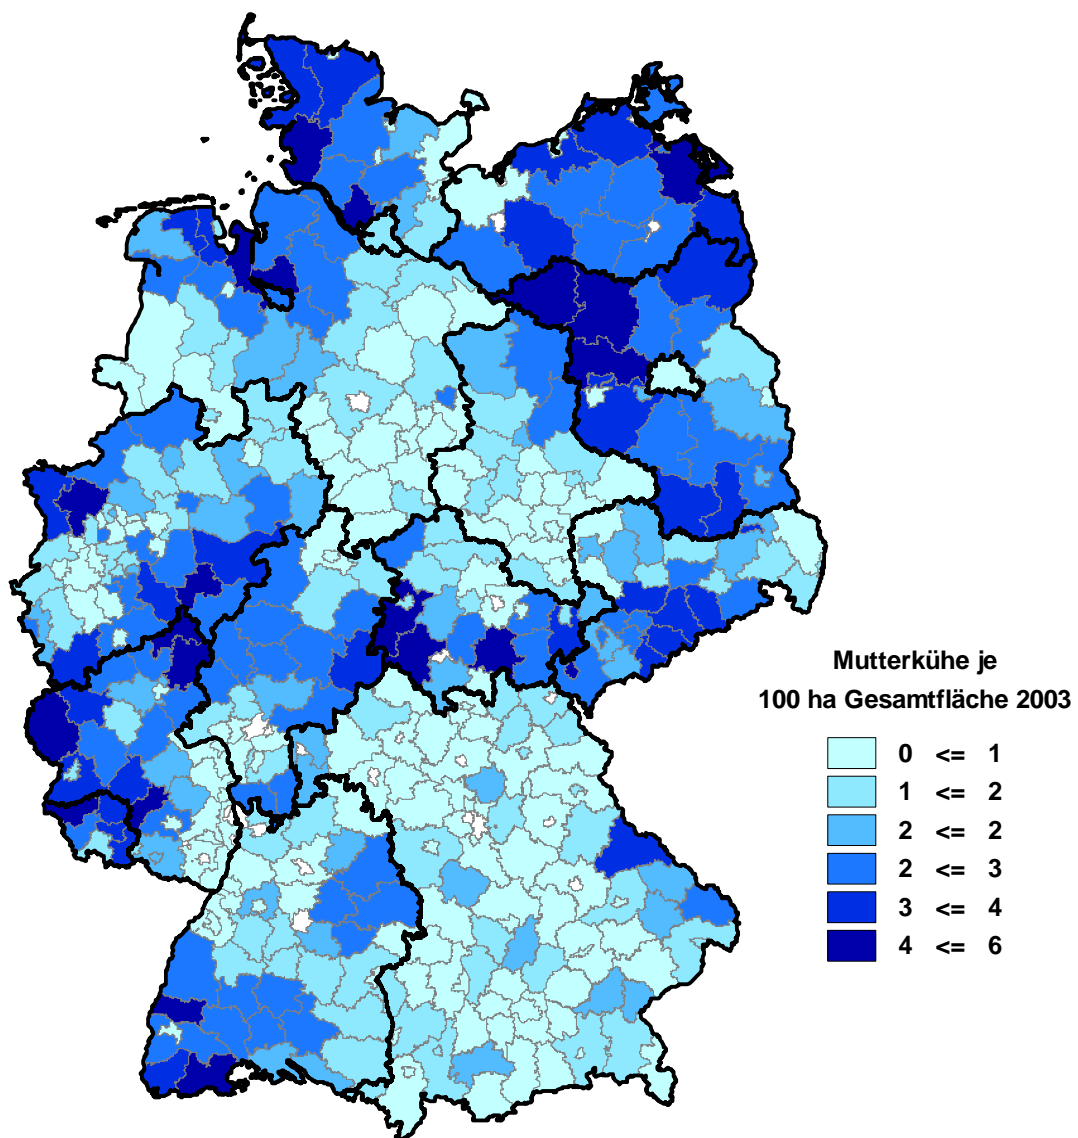 Mutterkühe je
100 ha Gesamtfläche 2003
0 <= 1
1 <= 2
2 <= 2
2 <= 3
3 <= 4
4 <= 6